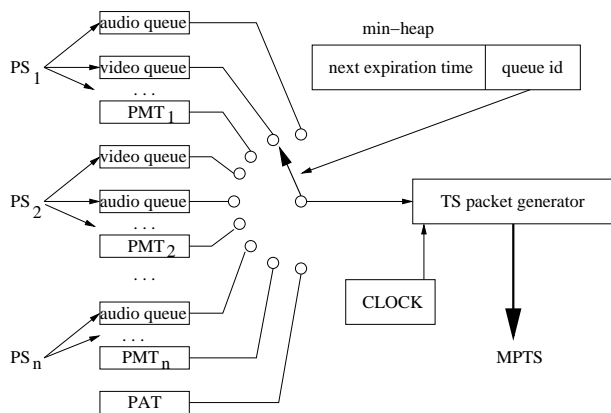 audio queue
min−heap
PS1
video queue
next expiration time
queue id
. . .
PMT1
video queue
PS2
audio queue
TS packet generator
. . .
PMT2
. . .
CLOCK
audio queue
PSn
. . .
PMTn
MPTS
PAT